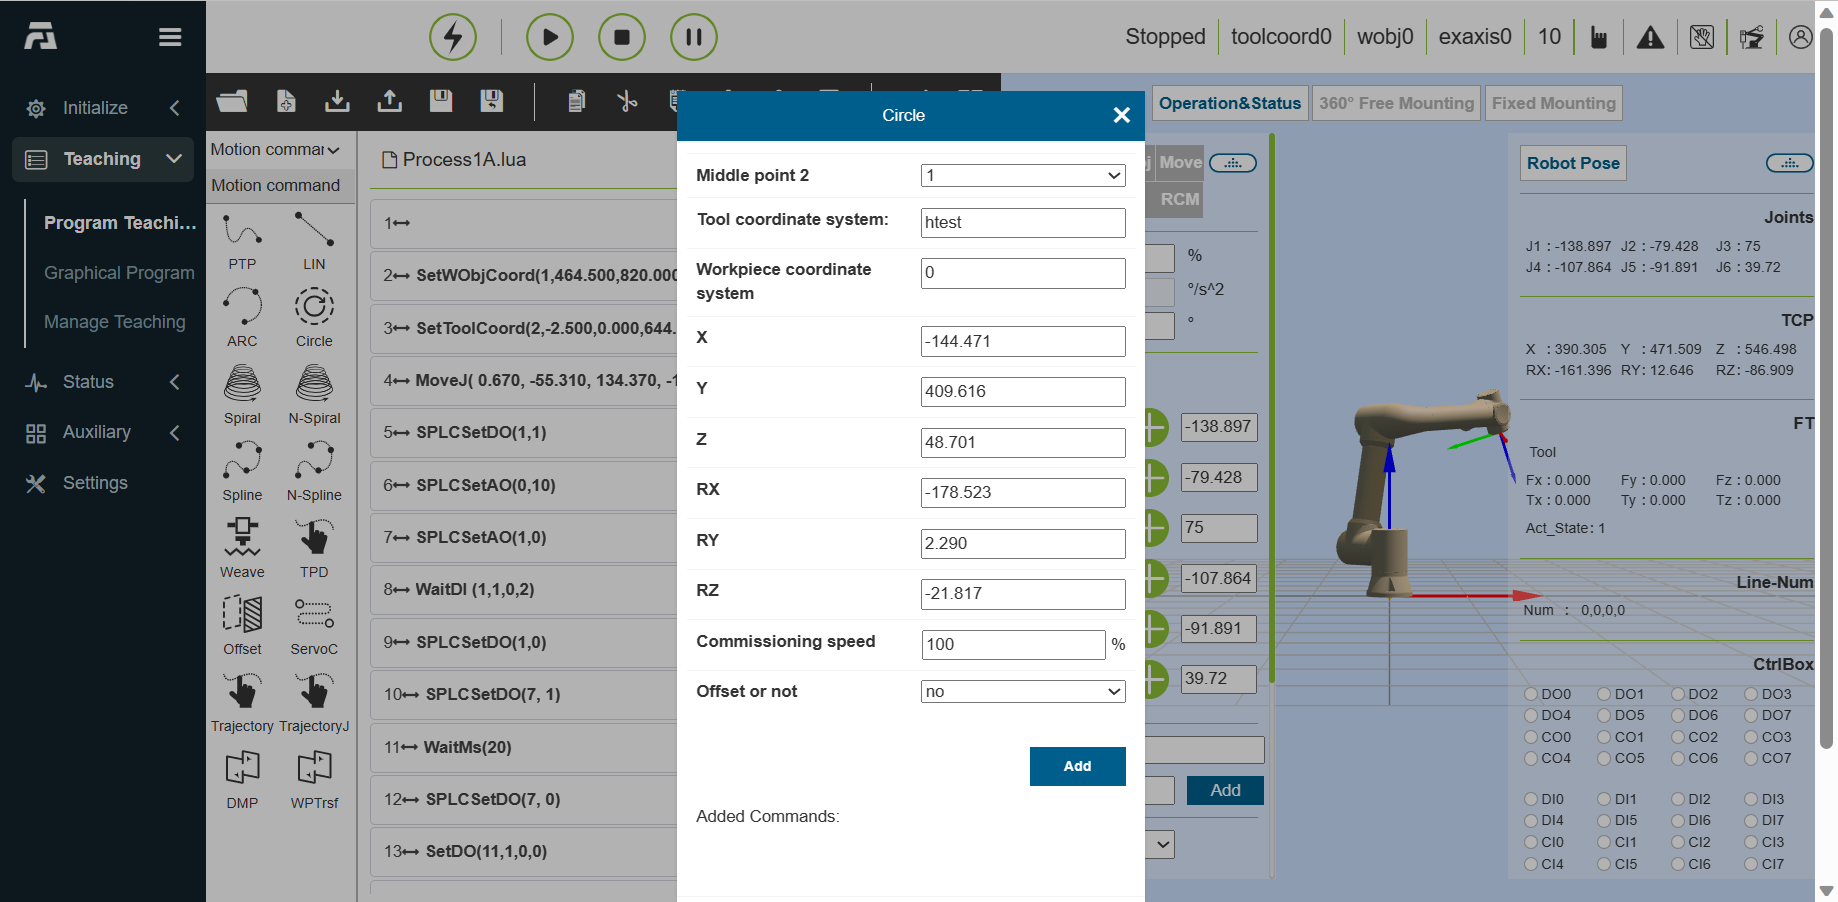 Stopped
toolcoord0
wobj0
exaxis0
10
Initialize
Teaching
Program Teachi...
Graphical Program
Manage Teaching
Status
Auxiliary
Settings
Motion commar
Motion command
PTP
LIN
ARC
Circle
Spiral
N-Spiral
Spline
N-Spline
Weave
TPD
Offset
ServoC
Trajectory
TrajectoryJ
DMP
WPTrsf
Process1A.lua
1
2 SetWObjCoord(1,464.500,820.000
3 SetToolCoord(2,-2.500,0.000,644.
4 MoveJ( 0.670, -55.310, 134.370, -1
5 SPLCSetDO(1,1)
6 SPLCSetAO(0,10)
7 SPLCSetAO(1,0)
8 WaitDI (1,1,0,2)
9 SPLCSetDO(1,0)
10 SPLCSetDO(7, 1)
11 WaitMs(20)
12 SPLCSetDO(7, 0)
13 SetDO(11,1,0,0)
Circle
Middle point 2
1
Tool coordinate system:
htest
Workpiece coordinate
system
0
X
-144.471
Y
409.616
Z
48.701
RX
-178.523
RY
2.290
RZ
-21.817
Commissioning speed
100
%
Offset or not
no
Add
Added Commands:
Operation&Status
360° Free Mounting
Fixed Mounting
Move
RCM
%
°/s^2
°
-138.897
-79.428
75
-107.864
-91.891
39.72
Add
Robot Pose
Joints
J1 : -138.897 J2 : -79.428 J3 : 75
J4 : -107.864 J5 : -91.891 J6 : 39.72
TCP
X : 390.305 Y : 471.509 Z : 546.498
RX: -161.396 RY: 12.646 RZ: -86.909
FT
Tool
Fx : 0.000 Fy : 0.000 Fz : 0.000
Tx : 0.000 Ty : 0.000 Tz : 0.000
Act_State: 1
Line-Num
Num : 0,0,0,0
CtrlBox
DO0 DO1 DO2 DO3
DO4 DO5 DO6 DO7
CO0 CO1 CO2 CO3
CO4 CO5 CO6 CO7
DI0 DI1 DI2 DI3
DI4 DI5 DI6 DI7
CI0 CI1 CI2 CI3
CI4 CI5 CI6 CI7